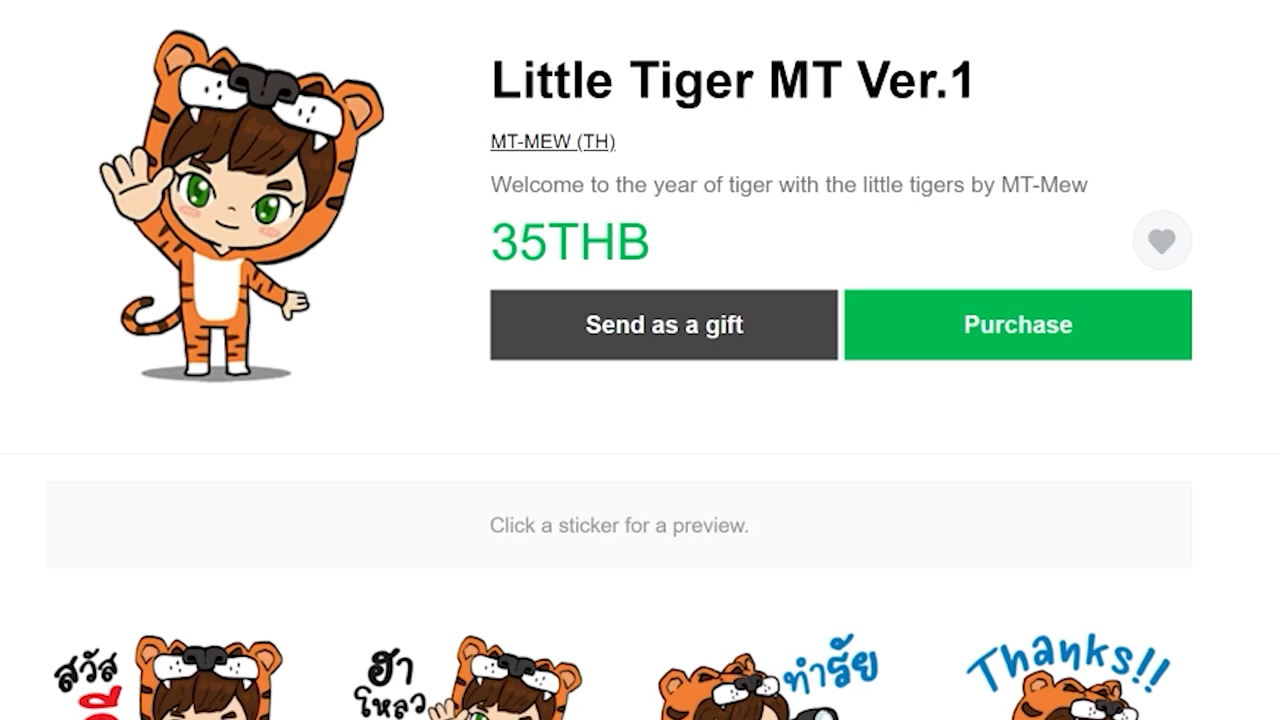 Little Tiger MT Ver.1
MT-MEW (TH)
Welcome to the year of tiger with the little tigers by MT-Mew
35THB
Send as a gift
Purchase
Click a sticker for a preview.
สวัส
ฮา
โหลว
ทำรัย
Thanks!!